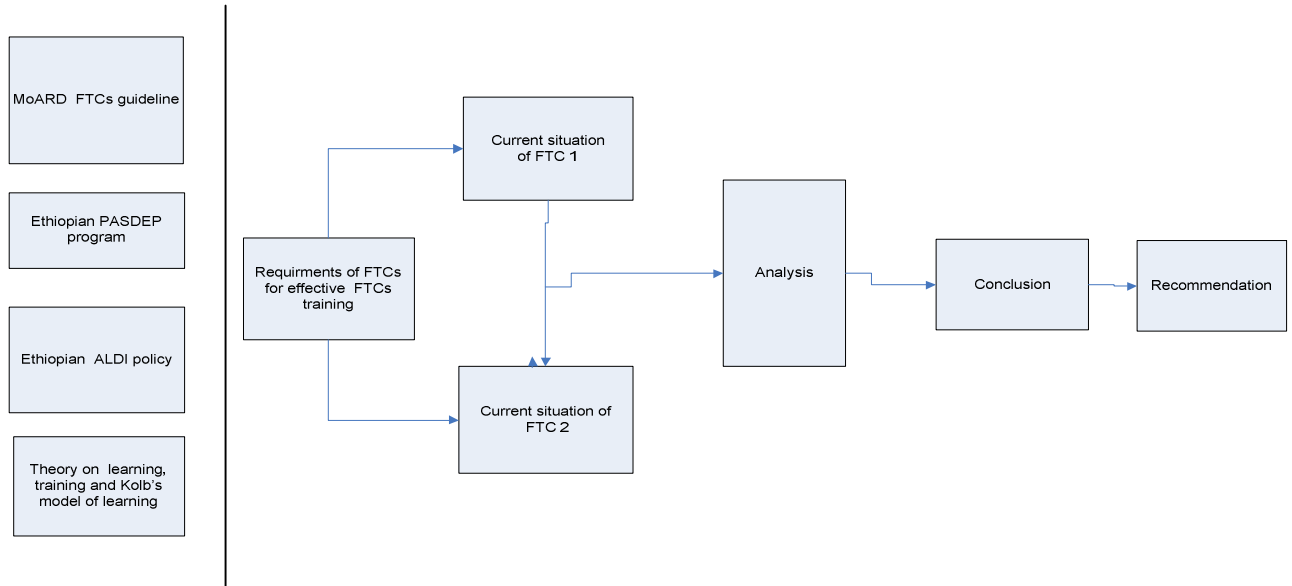 MoARD FTCs guideline
Ethiopian PASDEP
program
Ethiopian ALDI policy
Theory on learning,
training and Kolb's
model of learning
Requirments of FTCs
for effective FTCs
training
Current situation
of FTC 1
Current situation of
FTC 2
Analysis
Conclusion
Recommendation